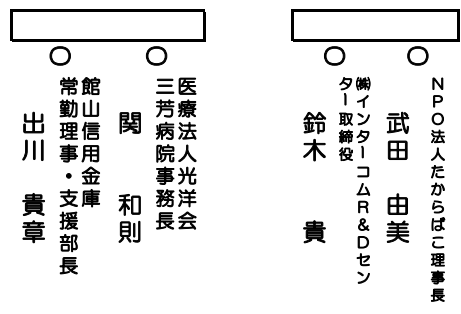 NPO法人たからばこ理事長
武田 由美
㈱インターコムR&Dセン
ター取締役
鈴木 貴
医療法人光洋会
三芳病院事務長
関 和則
館山信用金庫
常勤理事・支援部長
出川 貴章